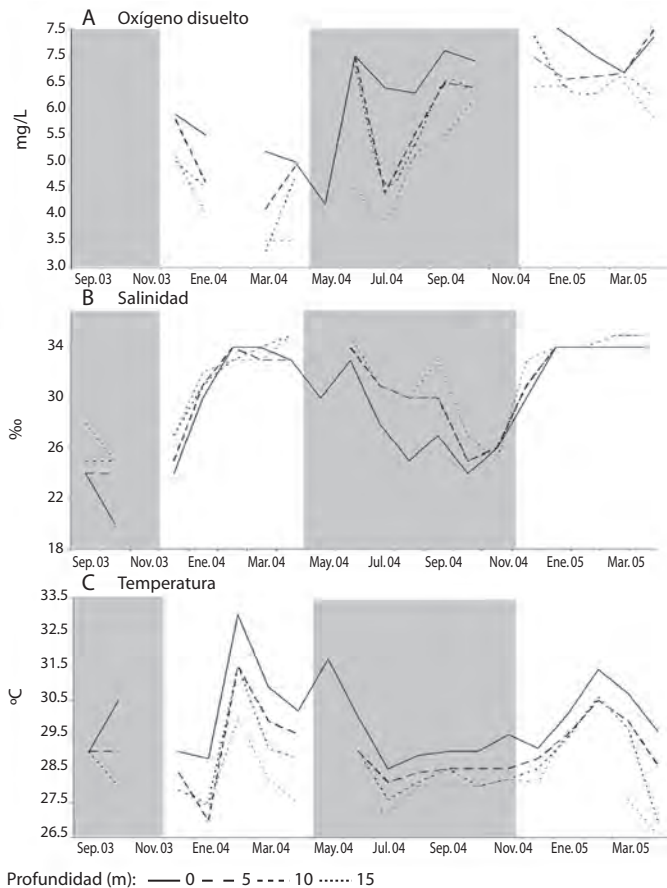 A Oxígeno disuelto
mg/L
7.5
7.5
6.5
6.0
5.5
5.0
4.5
4.0
3.5
3.0
Sep. 03 Nov. 03 Ene. 04 Mar. 04 May. 04 Jul. 04 Sep. 04 Nov. 04 Ene. 05 Mar. 05
B Salinidad
‰
34
30
26
22
18
Sep. 03 Nov. 03 Ene. 04 Mar. 04 May. 04 Jul. 04 Sep. 04 Nov. 04 Ene. 05 Mar. 05
C Temperatura
ºC
33.5
32.5
31.5
30.5
29.5
28.5
27.5
26.5
Sep. 03 Nov. 03 Ene. 04 Mar. 04 May. 04 Jul. 04 Sep. 04 Nov. 04 Ene. 05 Mar. 05
Profundidad (m): 0 5 10 15